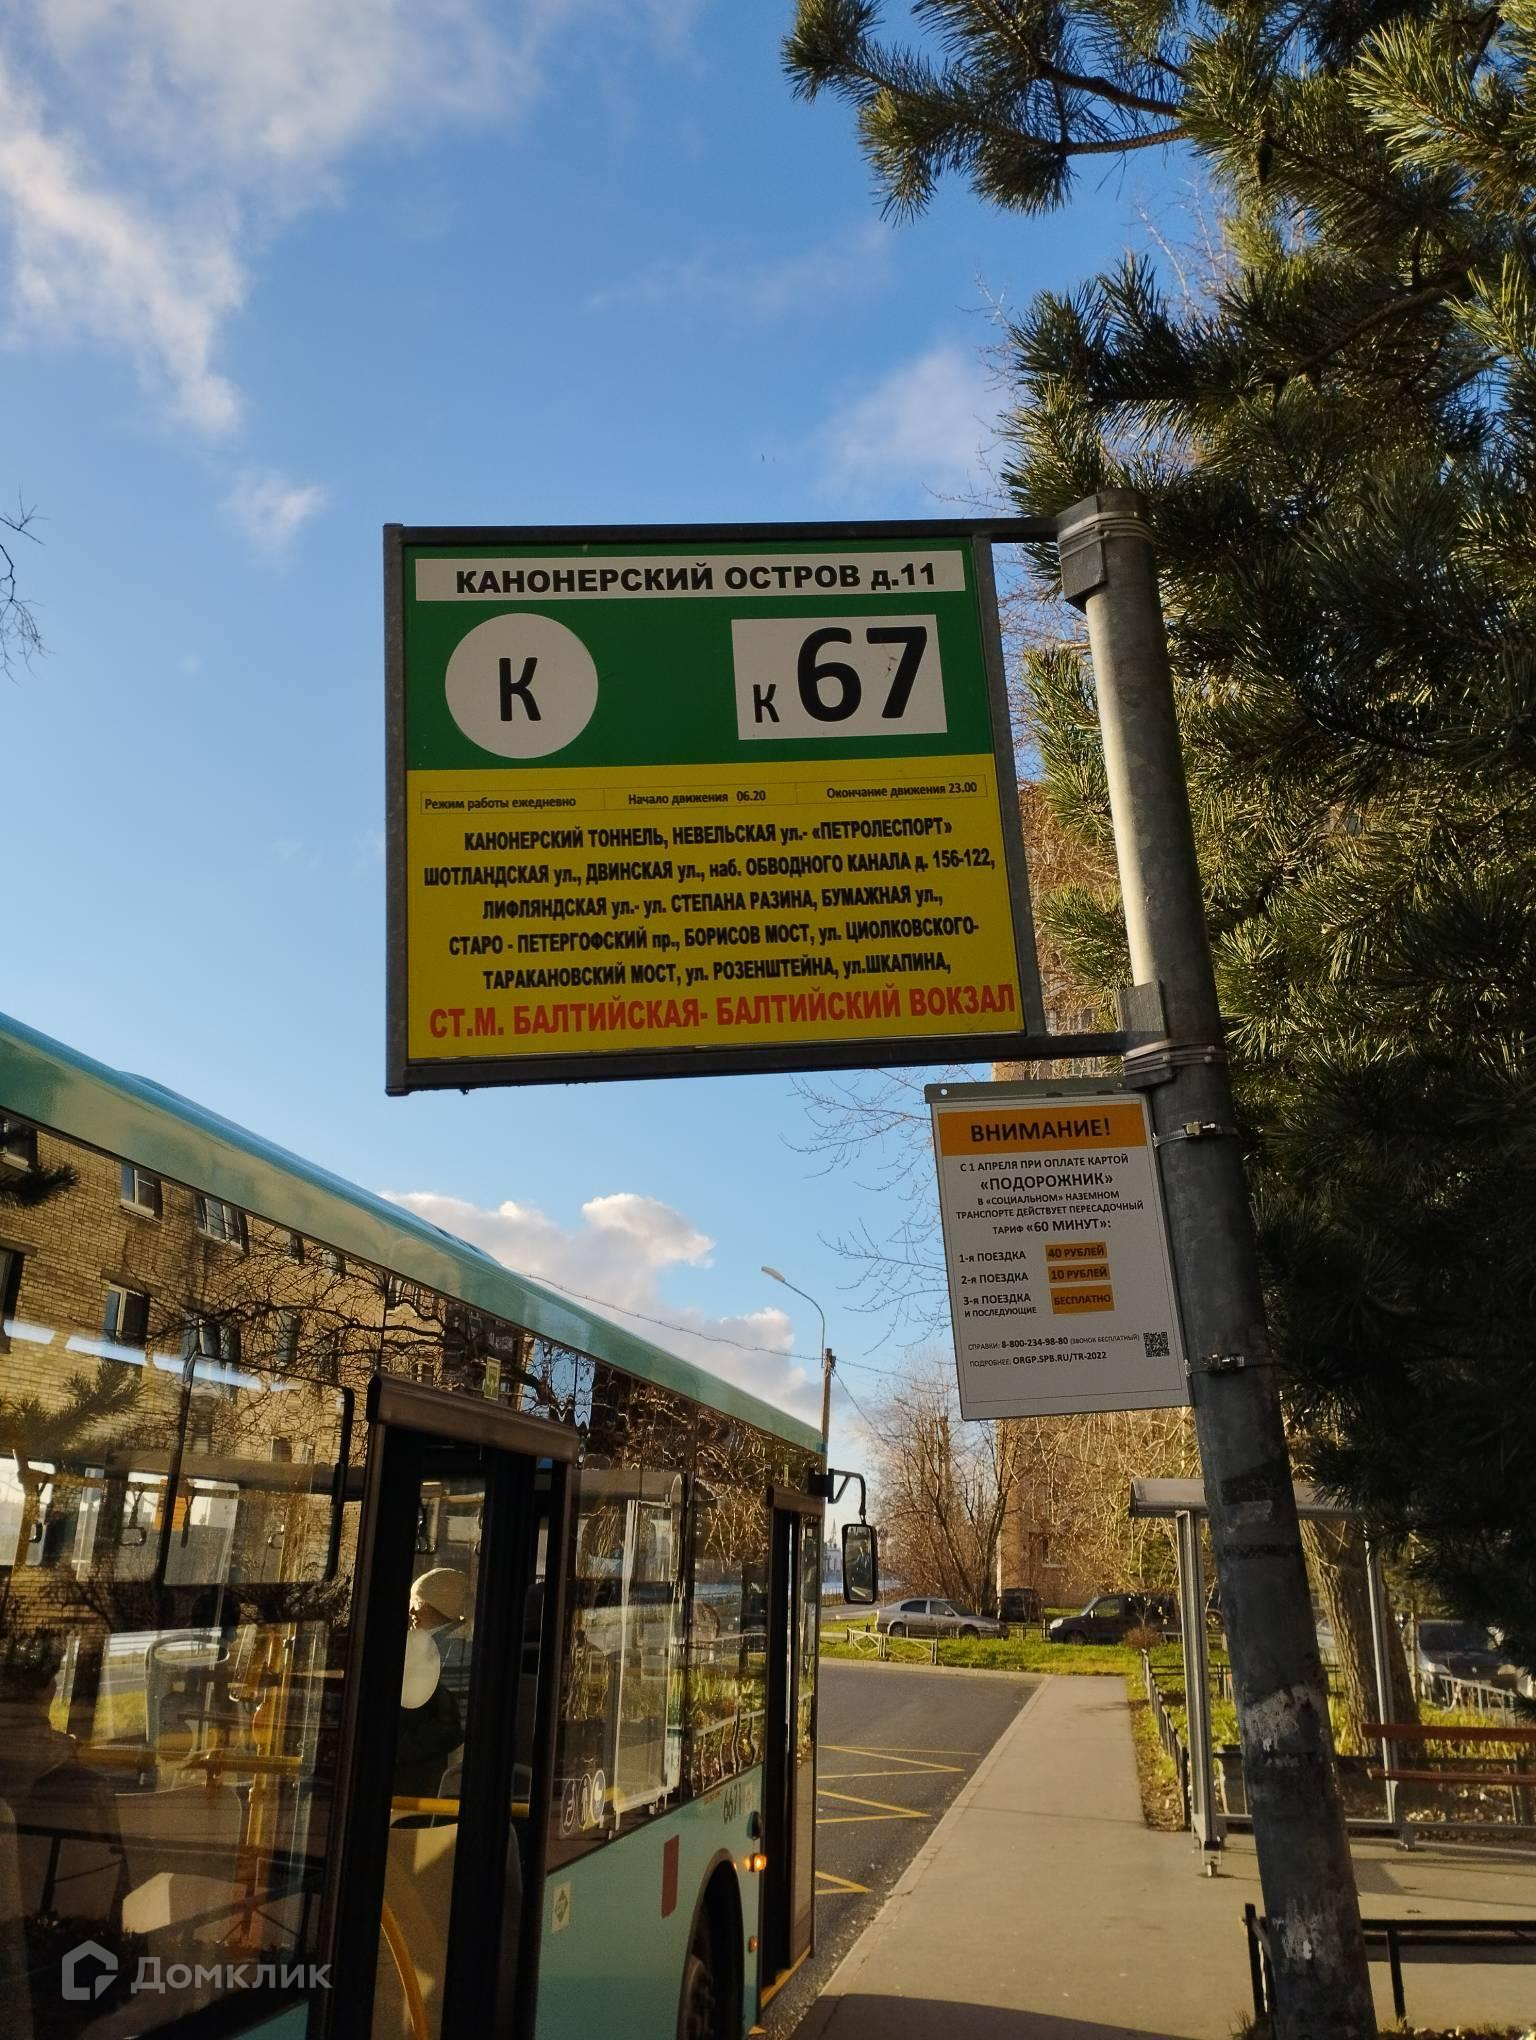 КАНОНЕРСКИЙ ОСТРОВ д.11
К
к 67
Режим работы ежедневно Начало движения 06.20 Окончание движения 23.00
КАНОНЕРСКИЙ ТОННЕЛЬ, НЕВЕЛЬСКАЯ ул.- «ПЕТРОЛЕСПОРТ»
ШОТЛАНДСКАЯ ул., ДВИНСКАЯ ул., наб. ОБВОДНОГО КАНАЛА д. 156-122,
ЛИФЛЯНДСКАЯ ул.- ул. СТЕПАНА РАЗИНА, БУМАЖНАЯ ул.,
СТАРО - ПЕТЕРГОФСКИЙ пр., БОРИСОВ МОСТ, ул. ЦИОЛКОВСКОГО-
ТАРАКАНОВСКИЙ МОСТ, ул. РОЗЕНШТЕЙНА, ул.ШКАПИНА,
СТ.М. БАЛТИЙСКАЯ- БАЛТИЙСКИЙ ВОКЗАЛ
ВНИМАНИЕ!
С 1 АПРЕЛЯ ПРИ ОПЛАТЕ КАРТОЙ
«ПОДОРОЖНИК»
В «СОЦИАЛЬНОМ» НАЗЕМНОМ
ТРАНСПОРТЕ ДЕЙСТВУЕТ ПЕРЕСАДОЧНЫЙ
ТАРИФ «60 МИНУТ»:
1-я ПОЕЗДКА 40 РУБЛЕЙ
2-я ПОЕЗДКА 10 РУБЛЕЙ
3-я ПОЕЗДКА БЕСПЛАТНО
И ПОСЛЕДУЮЩИЕ
СПРАВКИ: 8-800-234-98-80 (ЗВОНОК БЕСПЛАТНЫЙ)
ПОДРОБНЕЕ: ORGP.SPB.RU/TR-2022
6671
Домклик